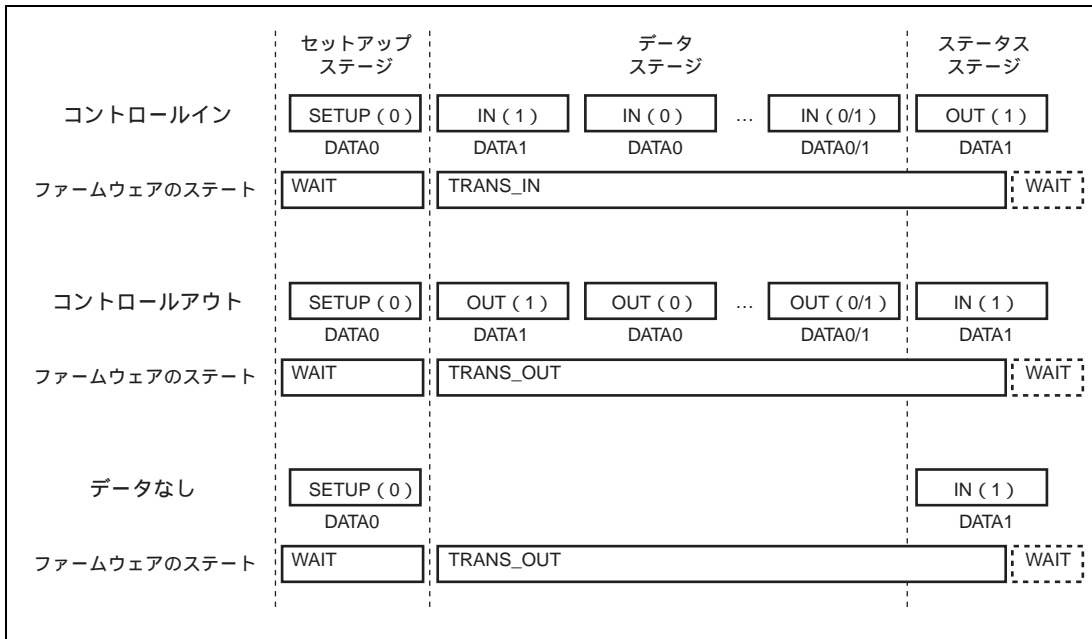 セットアップ
ステージ
データ
ステージ
ステータス
ステージ
コントロールイン
SETUP ( 0 ) IN ( 1 ) IN ( 0 ) … IN ( 0/1 ) OUT ( 1 )
DATA0 DATA1 DATA0 DATA0/1 DATA1
ファームウェアのステート WAIT TRANS_IN WAIT
コントロールアウト
SETUP ( 0 ) OUT ( 1 ) OUT ( 0 ) … OUT ( 0/1 ) IN ( 1 )
DATA0 DATA1 DATA0 DATA0/1 DATA1
ファームウェアのステート WAIT TRANS_OUT WAIT
データなし
SETUP ( 0 ) IN ( 1 )
DATA0 DATA1
ファームウェアのステート WAIT TRANS_OUT WAIT